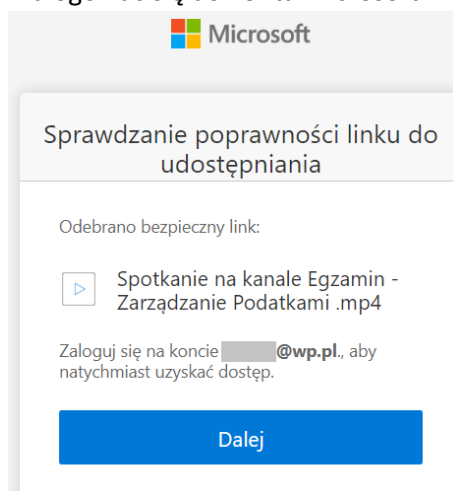 Microsoft
Sprawdzanie poprawności linku do
udostępniania
Odebrano bezpieczny link:
Spotkanie na kanale Egzamin -
Zarządzanie Podatkami .mp4
Zaloguj się na koncie @wp.pl., aby
natychmiast uzyskać dostęp.
Dalej